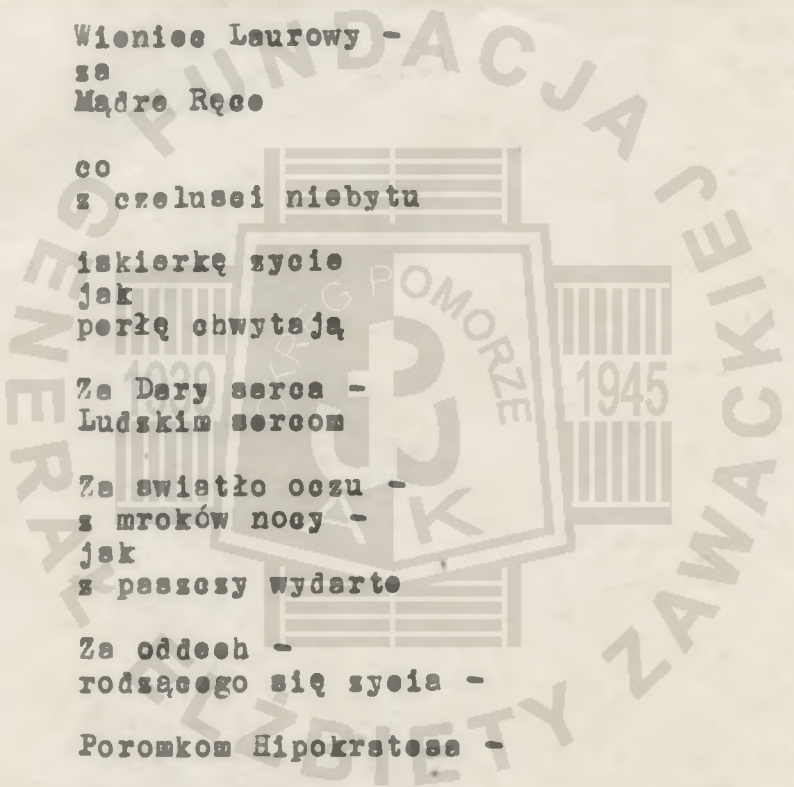 Wieniec Laurowy -
za
Mądre Ręce
co
z czelusci niebytu
iskierkę zycie
jak
perłę chwytają
Za Dary serca -
Ludzkim sercom
Za swiatło oczu -
z mroków nocy -
jak
z paszczy wydarte
Za oddech -
rodzącego się zycia -
Poromkom Hipokratesa -
FUNDACJA JEJ
GENERAŁ ELŻBIETY ZAWACKIEJ
OKRĘG POMORZE
1939
1945
AK